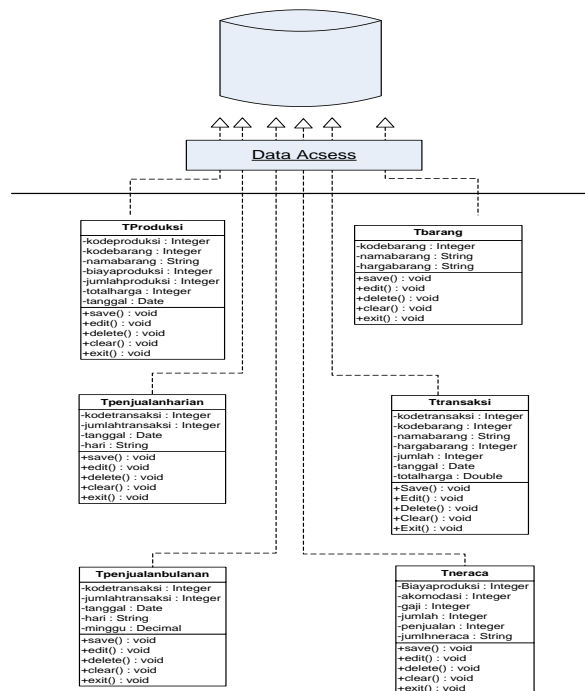 Data Acsess
TProduksi
-kodeproduksi : Integer
-kodebarang : Integer
-namabarang : String
-biayaproduksi : Integer
-jumlahproduksi : Integer
-totalharga : Integer
-tanggal : Date
+save() : void
+edit() : void
+delete() : void
+clear() : void
+exit() : void
Tbarang
-kodebarang : Integer
-namabarang : String
-hargabarang : String
+save() : void
+edit() : void
+delete() : void
+clear() : void
+exit() : void
Tpenjualanharian
-kodetransaksi : Integer
-jumlahtransaksi : Integer
-tanggal : Date
-hari : String
+save() : void
+edit() : void
+delete() : void
+clear() : void
+exit() : void
Ttransaksi
-kodetransaksi : Integer
-kodebarang : Integer
-namabarang : String
-hargabarang : Integer
-jumlah : Integer
-tanggal : Date
-totalharga : Double
+Save() : void
+Edit() : void
+Delete() : void
+Clear() : void
+Exit() : void
Tpenjualanbulanan
-kodetransaksi : Integer
-jumlahtransaksi : Integer
-tanggal : Date
-hari : String
-minggu : Decimal
+save() : void
+edit() : void
+delete() : void
+clear() : void
+exit() : void
Tneraca
-Biayaproduksi : Integer
-akomodasi : Integer
-gaji : Integer
-jumlah : Integer
-penjualan : Integer
-jumlhneraca : String
+save() : void
+edit() : void
+delete() : void
+clear() : void
+exit() : void